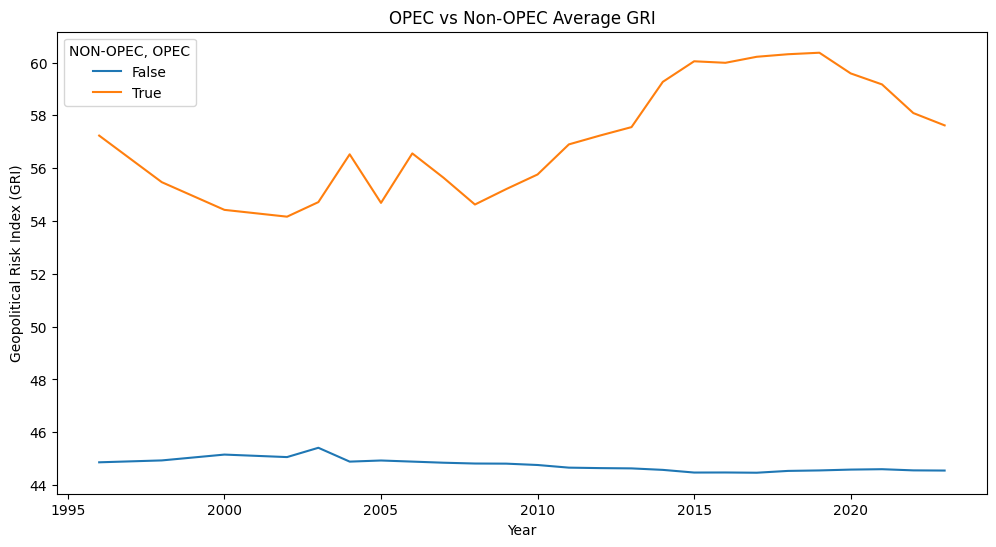 OPEC vs Non-OPEC Average GRI
NON-OPEC, OPEC
False
True
Geopolitical Risk Index (GRI)
60
58
56
54
52
50
48
46
44
1995
2000
2005
2010
2015
2020
Year